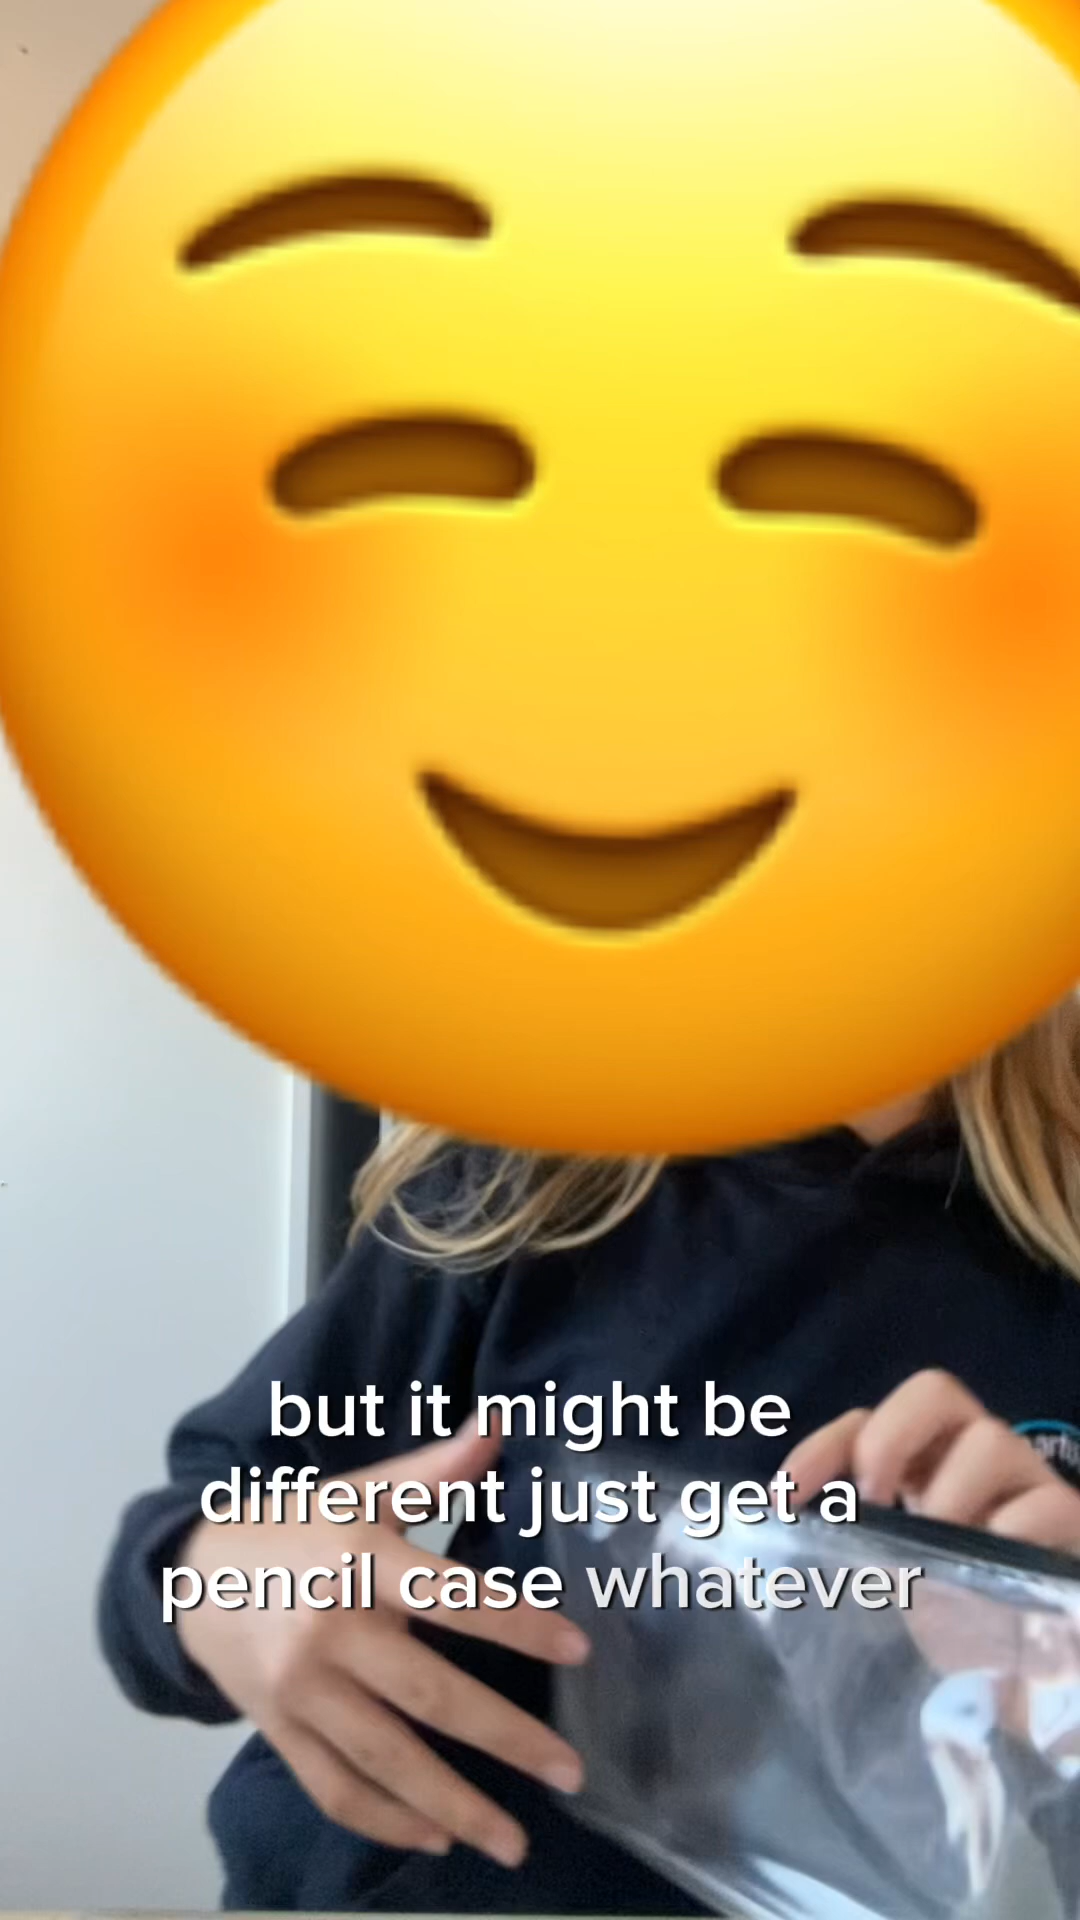 but it might be
different just get a
pencil case whatever